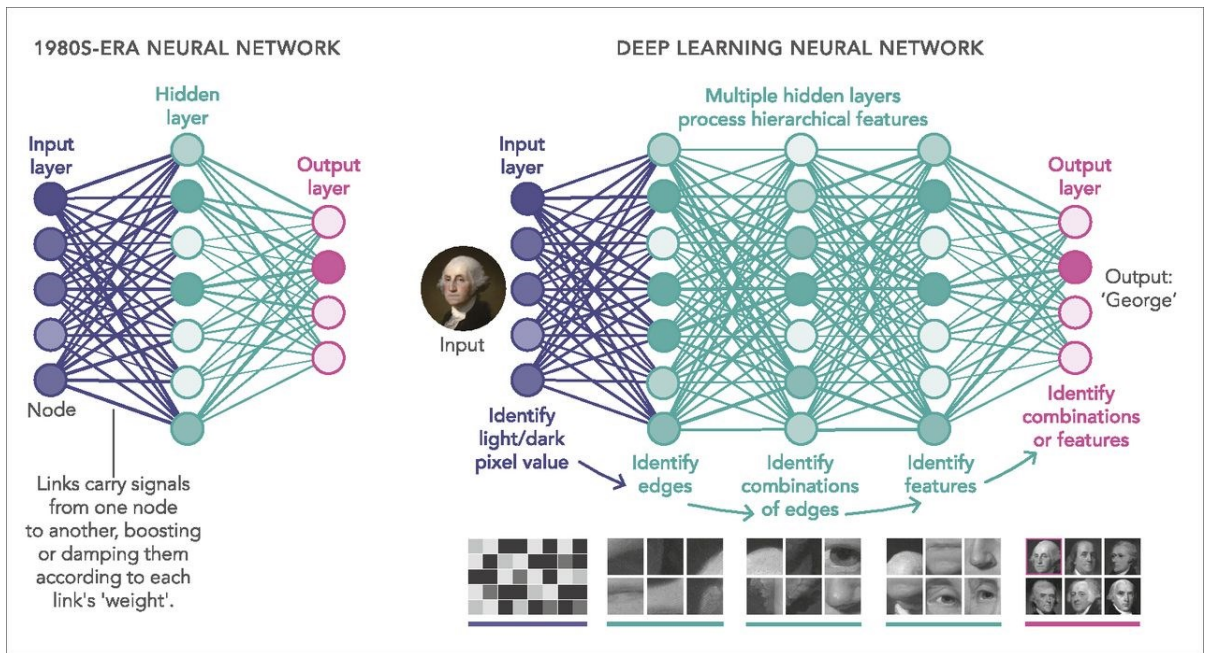 1980S-ERA NEURAL NETWORK
Hidden
layer
Input
layer
Output
layer
Node
Links carry signals
from one node
to another, boosting
or damping them
according to each
link's 'weight'.
DEEP LEARNING NEURAL NETWORK
Multiple hidden layers
process hierarchical features
Input
layer
Output
layer
Input
Output:
'George'
Identify
light/dark
pixel value
Identify
edges
Identify
combinations
of edges
Identify
features
Identify
combinations
or features